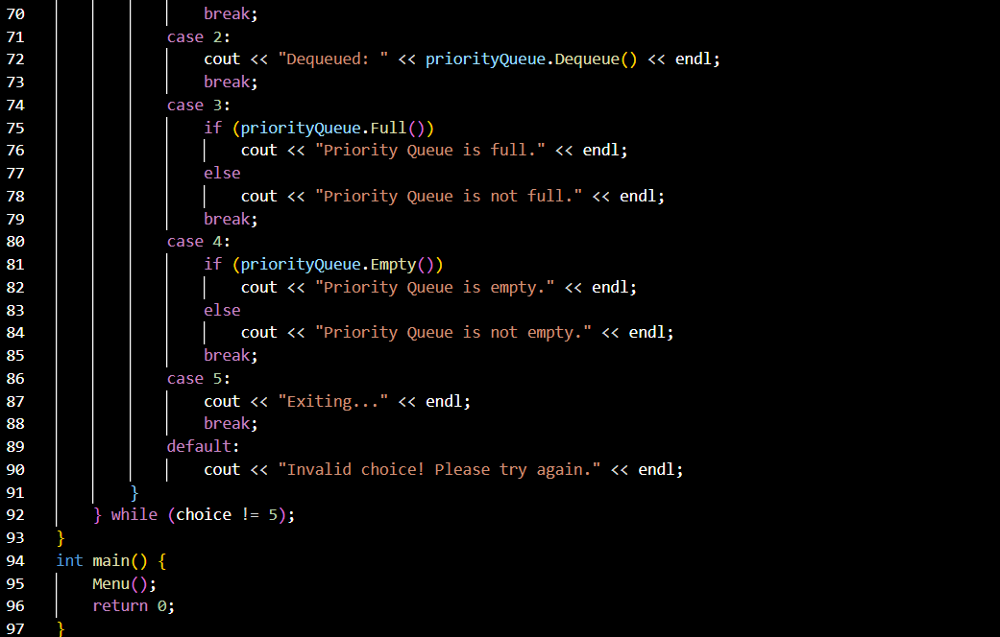 70                 break;
71             case 2:
72                 cout << "Dequeued: " << priorityQueue.Dequeue() << endl;
73                 break;
74             case 3:
75                 if (priorityQueue.Full())
76                     cout << "Priority Queue is full." << endl;
77                 else
78                     cout << "Priority Queue is not full." << endl;
79                 break;
80             case 4:
81                 if (priorityQueue.Empty())
82                     cout << "Priority Queue is empty." << endl;
83                 else
84                     cout << "Priority Queue is not empty." << endl;
85                 break;
86             case 5:
87                 cout << "Exiting..." << endl;
88                 break;
89             default:
90                 cout << "Invalid choice! Please try again." << endl;
91         }
92     } while (choice != 5);
93 }
94 int main() {
95     Menu();
96     return 0;
97 }